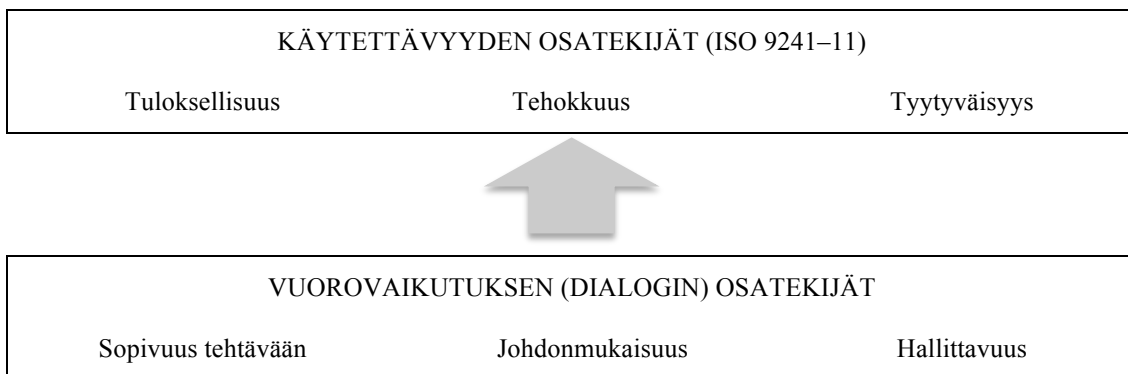 KÄYTETTÄVYYDEN OSATEKIJÄT (ISO 9241–11)
Tuloksellisuus Tehokkuus Tyytyväisyys
VUOROVAIKUTUKSEN (DIALOGIN) OSATEKIJÄT
Sopivuus tehtävään Johdonmukaisuus Hallittavuus